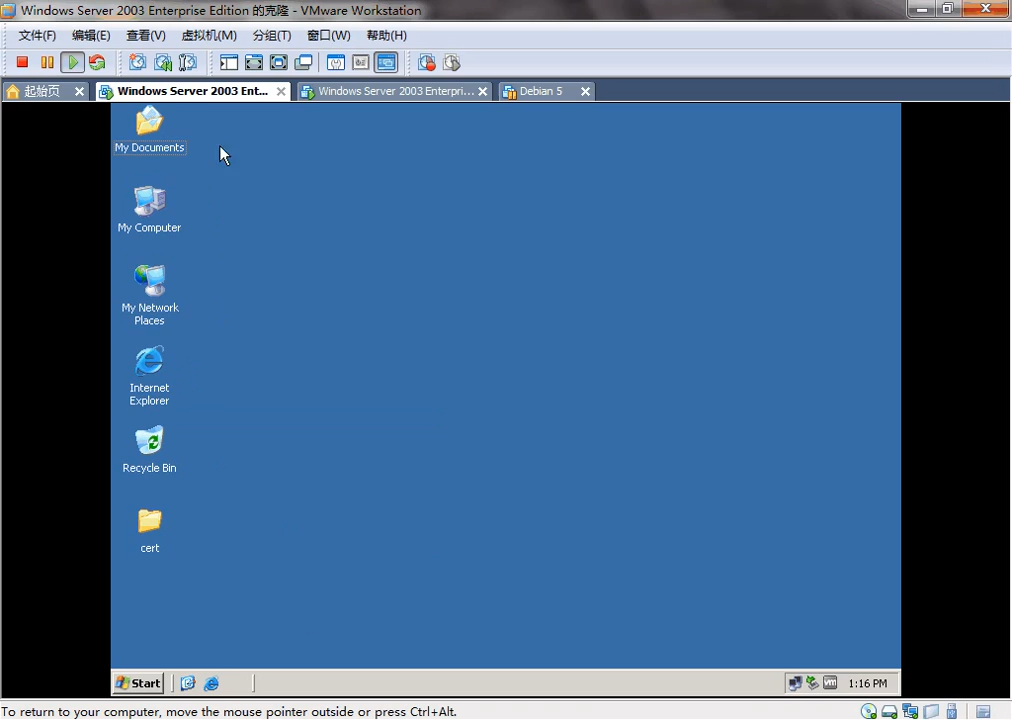 Windows Server 2003 Enterprise Edition 的克隆 - VMware Workstation
文件(F) 编辑(E) 查看(V) 虚拟机(M) 分组(T) 窗口(W) 帮助(H)
起始页 Windows Server 2003 Ent... Windows Server 2003 Enterpri... Debian 5
My Documents
My Computer
My Network
Places
Internet
Explorer
Recycle Bin
cert
Start 1:16 PM
To return to your computer, move the mouse pointer outside or press Ctrl+Alt.